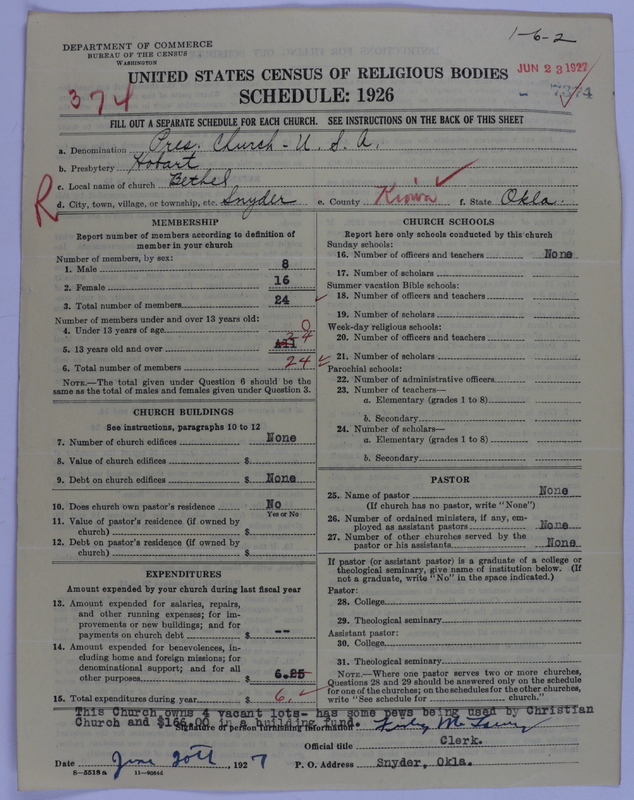 1-6-2
DEPARTMENT OF COMMERCE
BUREAU OF THE CENSUS
WASHINGTON
UNITED STATES CENSUS OF RELIGIOUS BODIES
SCHEDULE: 1926
JUN 23 1927
374
FILL OUT A SEPARATE SCHEDULE FOR EACH CHURCH. SEE INSTRUCTIONS ON THE BACK OF THIS SHEET
a. Denomination Pres. Church - U. S. A.
b. Presbytery Hobart
c. Local name of church Bethel
R
d. City, town, village, or township, etc. Snyder e. County Kiowa f. State Okla.
MEMBERSHIP
Report number of members according to definition of
member in your church
Number of members, by sex:
1. Male 8
2. Female 16
3. Total number of members 24
Number of members under and over 13 years old:
4. Under 13 years of age 0
5. 13 years old and over All 24
6. Total number of members 24
NOTE.—The total given under Question 6 should be the
same as the total of males and females given under Question 3.
CHURCH BUILDINGS
See instructions, paragraphs 10 to 12
7. Number of church edifices None
8. Value of church edifices $
9. Debt on church edifices $ None
10. Does church own pastor's residence No
Yes or No
11. Value of pastor's residence (if owned by
church) $
12. Debt on pastor's residence (if owned by
church) $
EXPENDITURES
Amount expended by your church during last fiscal year
13. Amount expended for salaries, repairs,
and other running expenses; for im-
provements or new buildings; and for
payments on church debt $ --
14. Amount expended for benevolences, in-
cluding home and foreign missions; for
denominational support; and for all
other purposes $ 6.25
15. Total expenditures during year $ 6.
CHURCH SCHOOLS
Report here only schools conducted by this church
Sunday schools:
16. Number of officers and teachers None
17. Number of scholars
Summer vacation Bible schools:
18. Number of officers and teachers
19. Number of scholars
Week-day religious schools:
20. Number of officers and teachers
21. Number of scholars
Parochial schools:
22. Number of administrative officers
23. Number of teachers—
a. Elementary (grades 1 to 8)
b. Secondary
24. Number of scholars—
a. Elementary (grades 1 to 8)
b. Secondary
PASTOR
25. Name of pastor None
(If church has no pastor, write "None")
26. Number of ordained ministers, if any, em-
ployed as assistant pastors None
27. Number of other churches served by the
pastor or his assistants None
If pastor (or assistant pastor) is a graduate of a college or
theological seminary, give name of institution below. (If
not a graduate, write "No" in the space indicated.)
Pastor:
28. College
29. Theological seminary
Assistant pastor:
30. College
31. Theological seminary
NOTE.—Where one pastor serves two or more churches,
Questions 28 and 29 should be answered only on the schedule
for one of the churches; on the schedules for the other churches,
write "See schedule for church."
This Church owns 4 vacant lots- has some pews being used by Christian
Church and $166.00 in a building fund.
Signature of person furnishing information
Official title Clerk.
Date June 20th, 1927 P. O. Address Snyder, Okla.
8-5518a 11-9054d